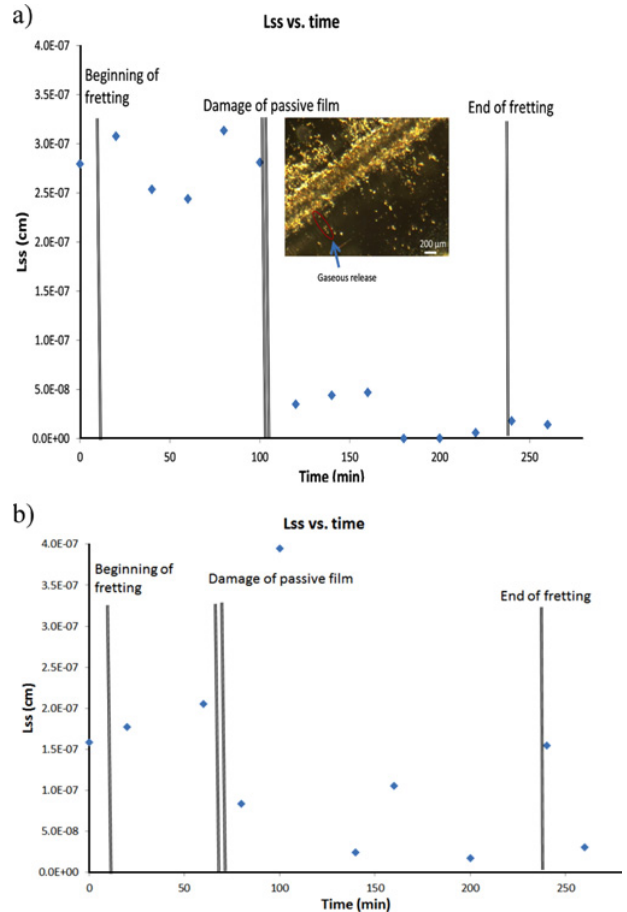 a)
Lss vs. time
4.0E-07
3.5E-07
3.0E-07
2.5E-07
2.0E-07
1.5E-07
1.0E-07
5.0E-08
0.0E+00
Lss (cm)
Beginning of
fretting
Damage of passive film
End of fretting
200 µm
Gaseous release
0 50 100 150 200 250
Time (min)
b)
Lss vs. time
4.0E-07
3.5E-07
3.0E-07
2.5E-07
2.0E-07
1.5E-07
1.0E-07
5.0E-08
0.0E+00
Lss (cm)
Beginning of
fretting
Damage of passive film
End of fretting
0 50 100 150 200 250
Time (min)